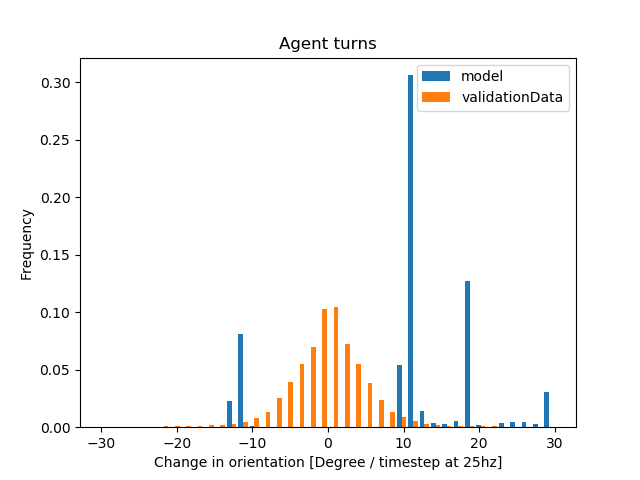 Agent turns
model
validationData
0.30
0.25
0.20
0.15
0.10
0.05
0.00
Frequency
−30 −20 −10 0 10 20 30
Change in orientation [Degree / timestep at 25hz]